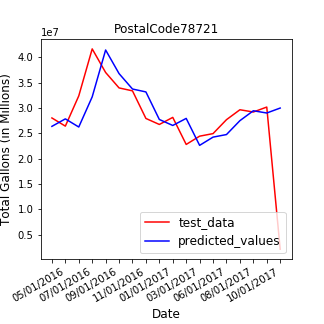 PostalCode78721
1e7
4.0
3.5
3.0
2.5
2.0
1.5
1.0
0.5
Total Gallons (in Millions)
test_data
predicted_values
05/01/2016
07/01/2016
09/01/2016
11/01/2016
01/01/2017
03/01/2017
06/01/2017
08/01/2017
10/01/2017
Date